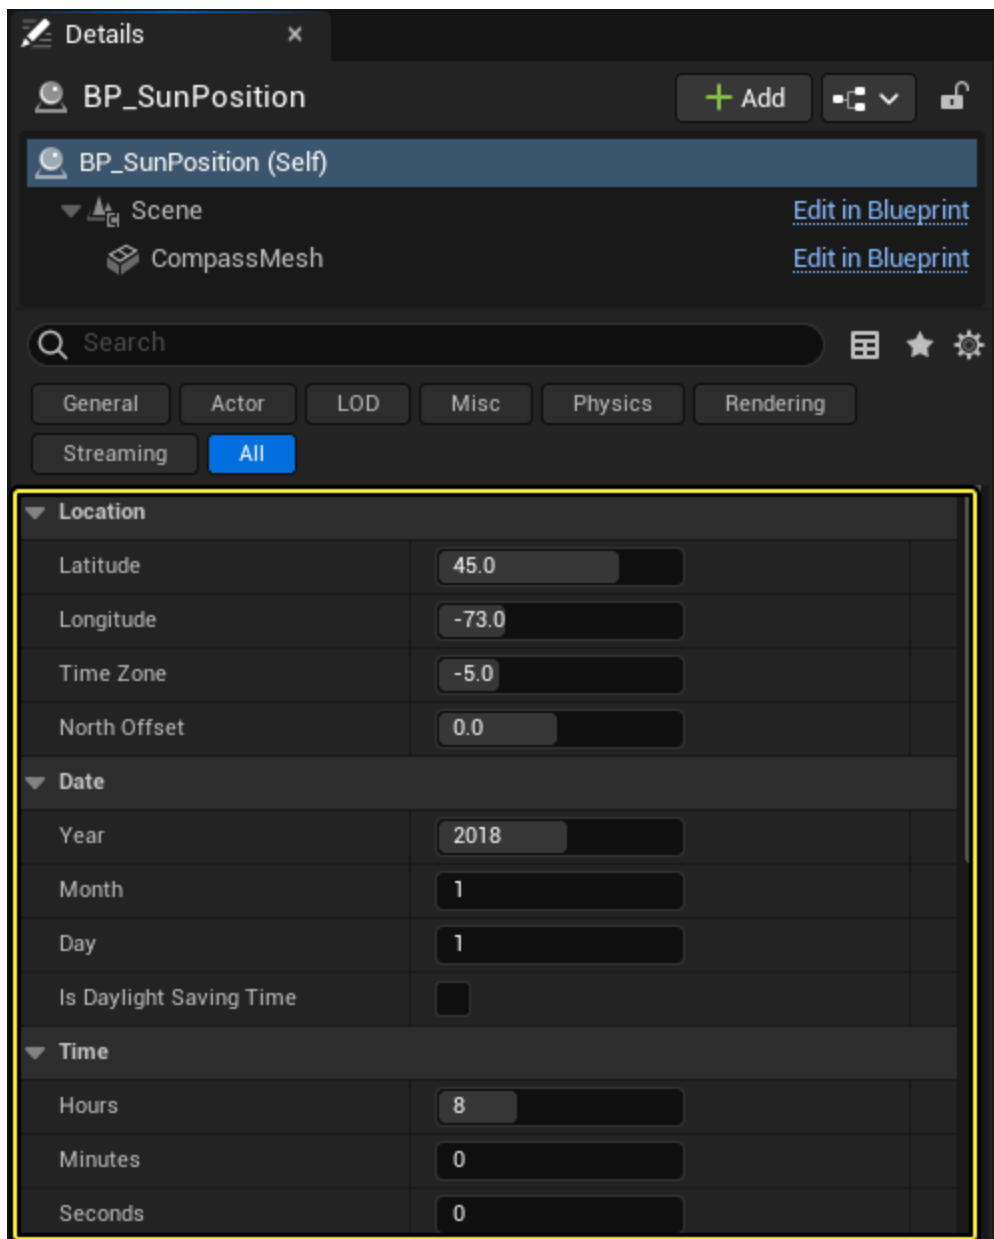 Details
BP_SunPosition
Add
BP_SunPosition (Self)
Scene Edit in Blueprint
CompassMesh Edit in Blueprint
Search
General Actor LOD Misc Physics Rendering
Streaming All
Location
Latitude 45.0
Longitude -73.0
Time Zone -5.0
North Offset 0.0
Date
Year 2018
Month 1
Day 1
Is Daylight Saving Time
Time
Hours 8
Minutes 0
Seconds 0